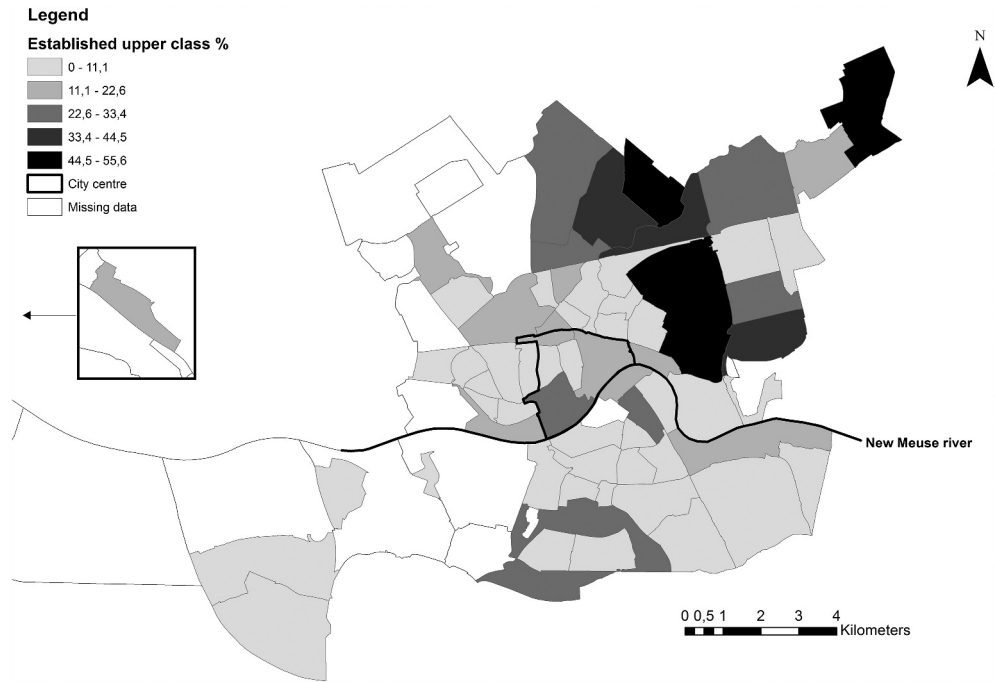 Legend
Established upper class %
0 - 11,1
11,1 - 22,6
22,6 - 33,4
33,4 - 44,5
44,5 - 55,6
City centre
Missing data
N
New Meuse river
0 0,5 1 2 3 4
Kilometers